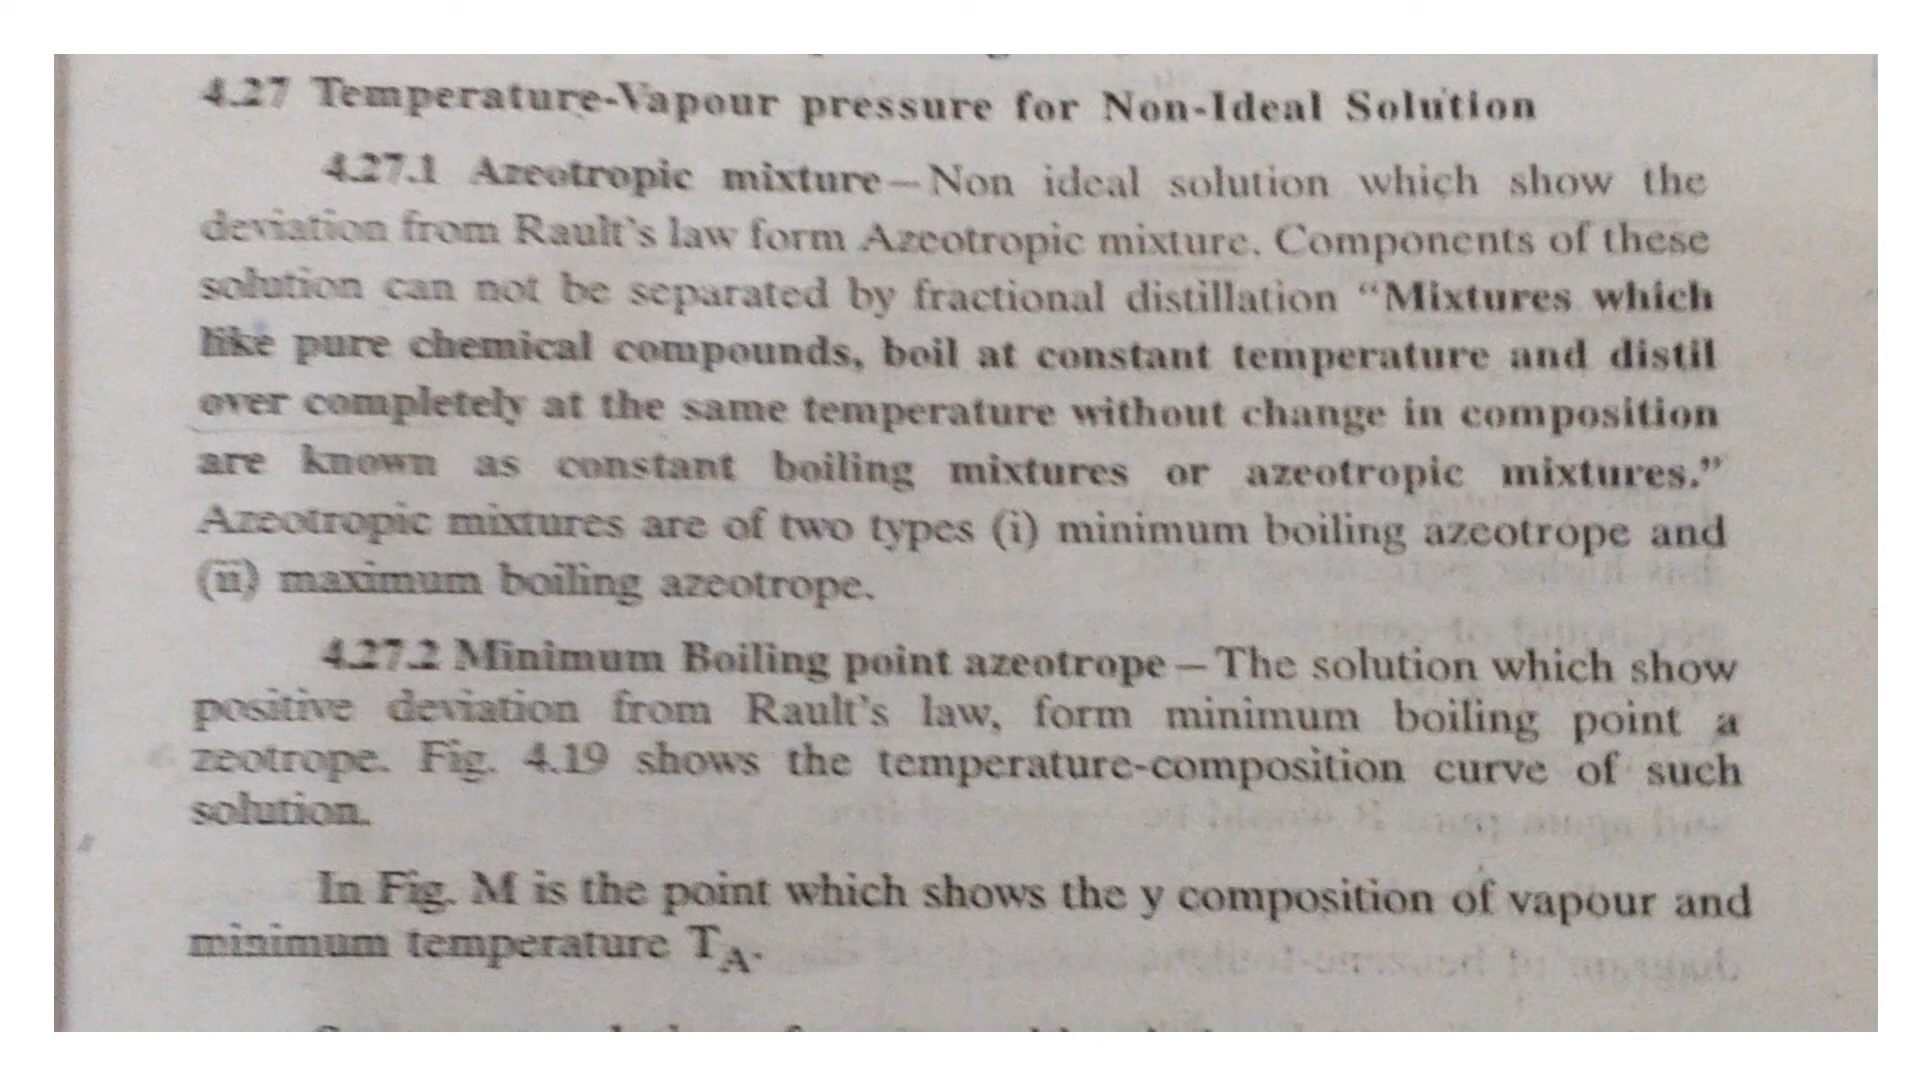 4.27 Temperature-Vapour pressure for Non-Ideal Solution
4.27.1 Azeotropic mixture – Non ideal solution which show the
deviation from Rault's law form Azeotropic mixture. Components of these
solution can not be separated by fractional distillation "Mixtures which
like pure chemical compounds, boil at constant temperature and distil
over completely at the same temperature without change in composition
are known as constant boiling mixtures or azeotropic mixtures."
Azeotropic mixtures are of two types (i) minimum boiling azeotrope and
(ii) maximum boiling azeotrope.
4.27.2 Minimum Boiling point azeotrope – The solution which show
positive deviation from Rault's law, form minimum boiling point a
zeotrope. Fig. 4.19 shows the temperature-composition curve of such
solution.
In Fig. M is the point which shows the y composition of vapour and
minimum temperature T_A.